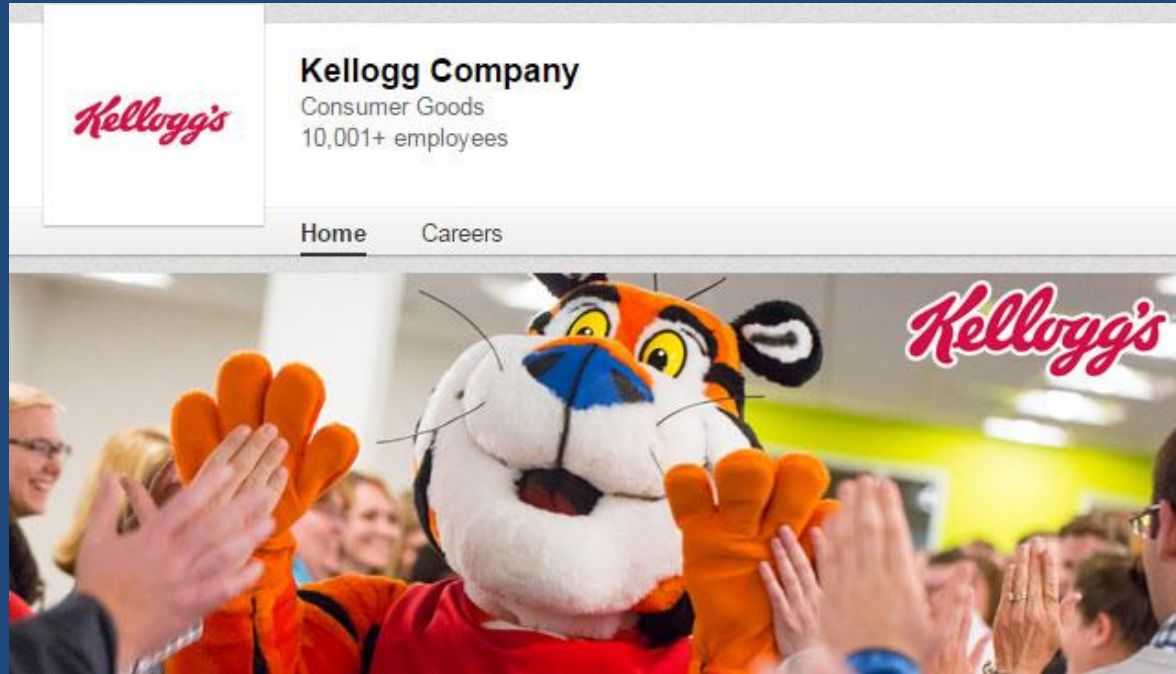 Kellogg's
Kellogg Company
Consumer Goods
10,001+ employees
Home Careers
Kellogg's